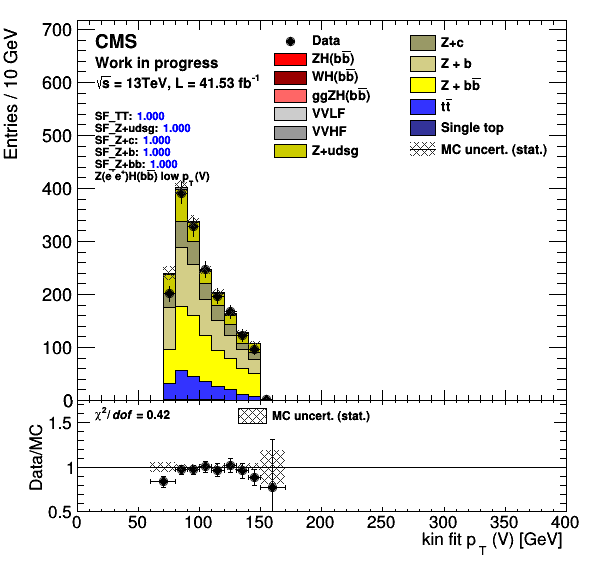 CMS
Work in progress
√s = 13TeV, L = 41.53 fb⁻¹
SF_TT: 1.000
SF_Z+udsg: 1.000
SF_Z+c: 1.000
SF_Z+b: 1.000
SF_Z+bb: 1.000
Z(e⁻e⁺)H(bb̅) low p_T(V)
Data
ZH(bb̅)
WH(bb̅)
ggZH(bb̅)
VVLF
VVHF
Z+udsg
Z+c
Z + b
Z + bb̅
tt̅
Single top
MC uncert. (stat.)
Entries / 10 GeV
700
600
500
400
300
200
100
0
χ²/dof = 0.42
MC uncert. (stat.)
Data/MC
1.5
1
0.5
0 50 100 150 200 250 300 350 400
kin fit p_T (V) [GeV]